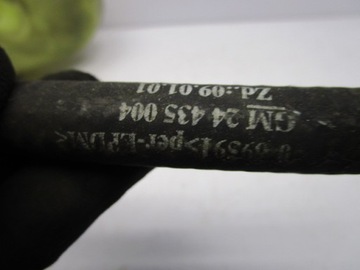 >per-EPDM<
GM 24 435 004
Zd.:09.01.01